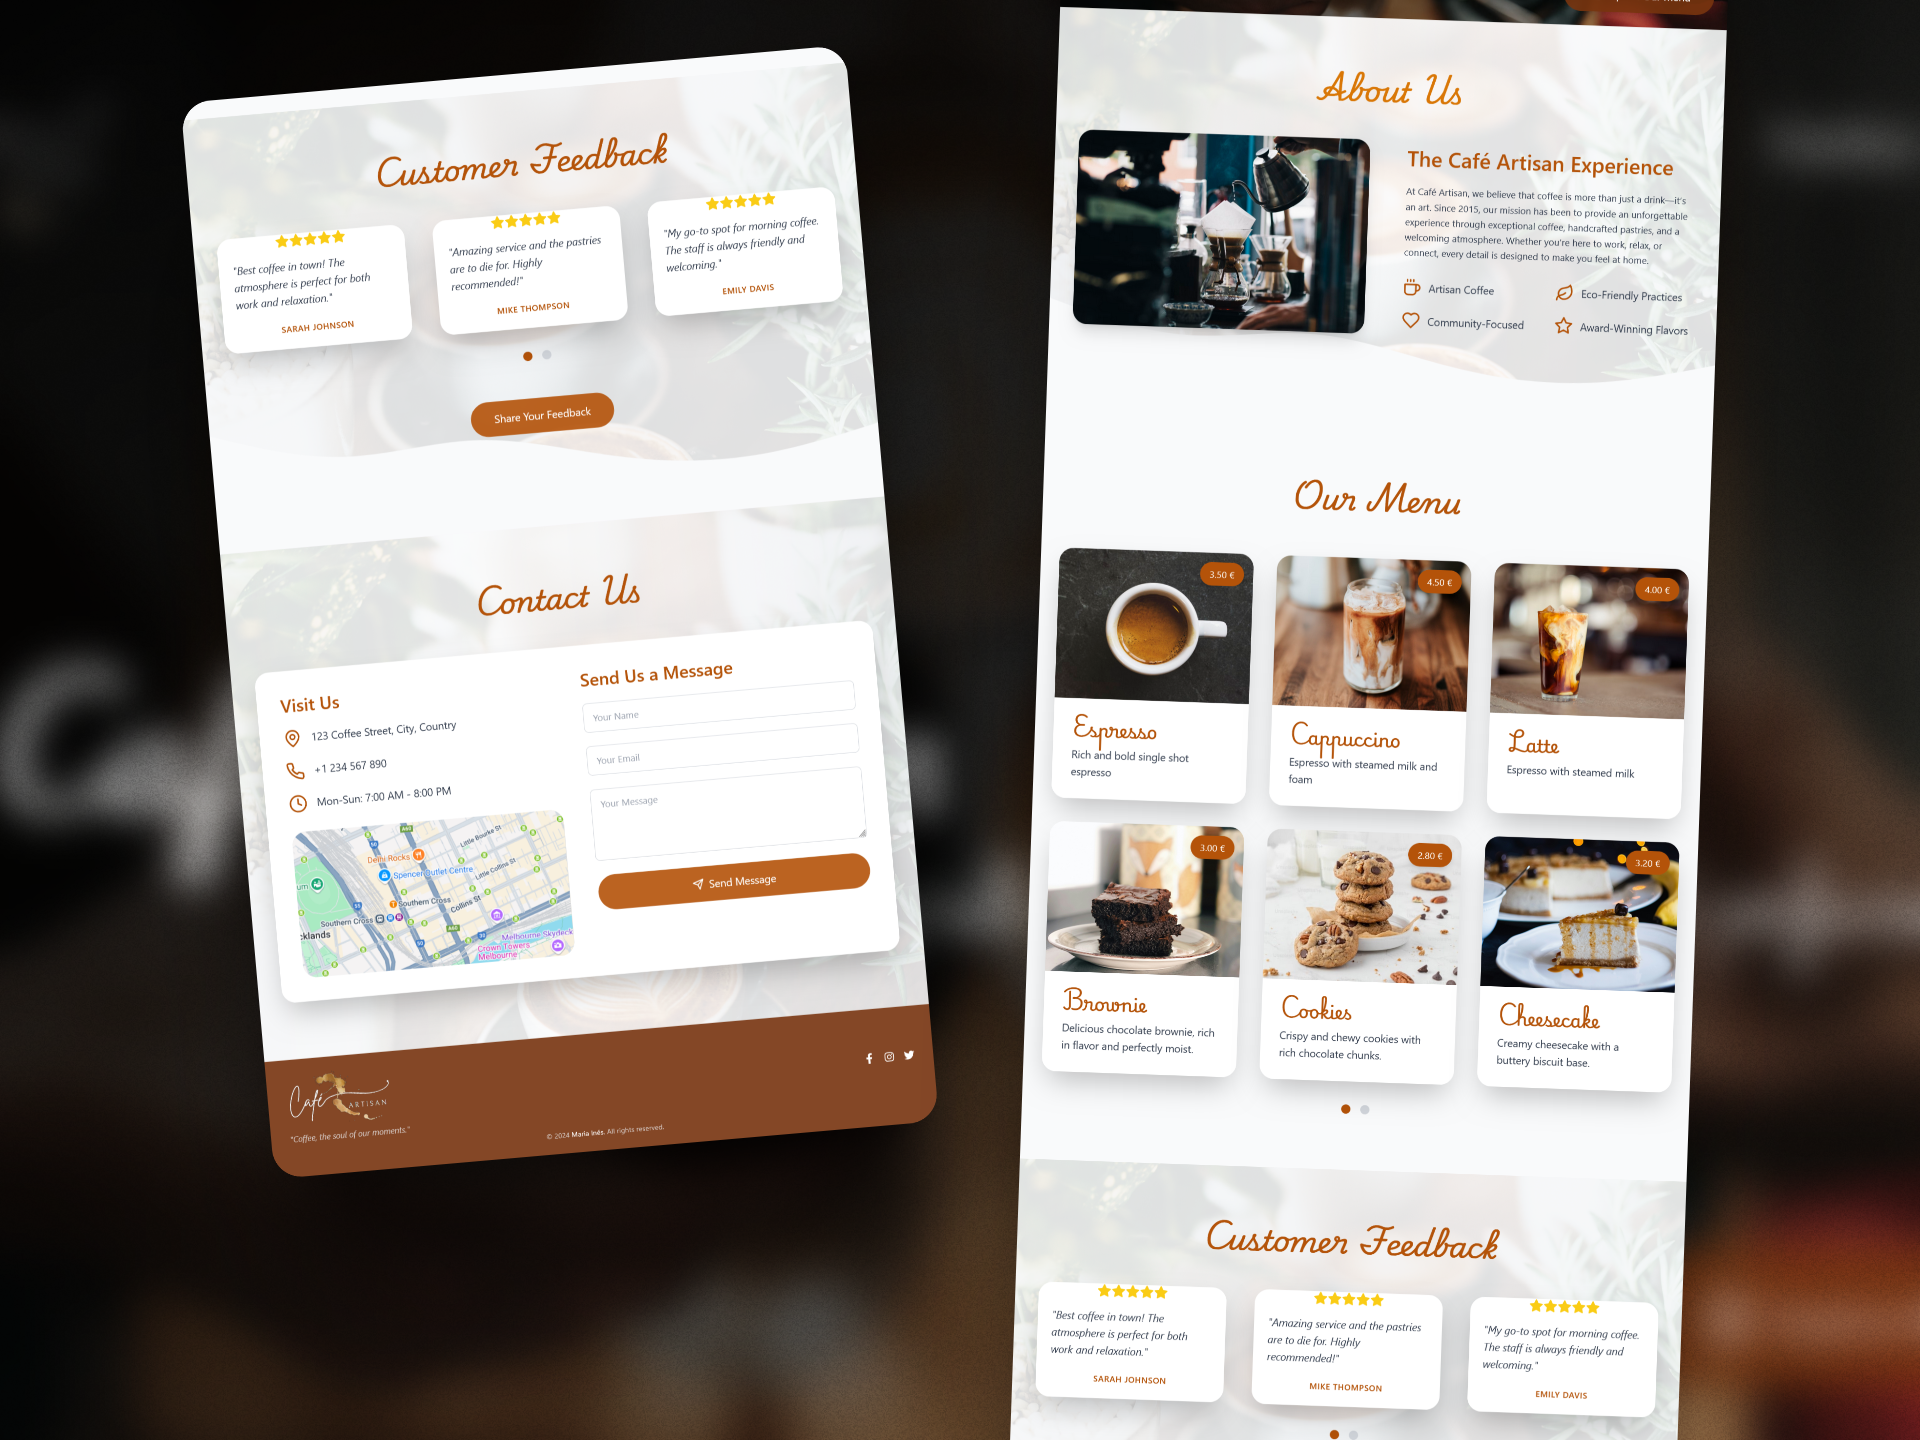 Customer Feedback
"Best coffee in town! The
atmosphere is perfect for both
work and relaxation."
SARAH JOHNSON
"Amazing service and the pastries
are to die for. Highly
recommended!"
MIKE THOMPSON
"My go-to spot for morning coffee.
The staff is always friendly and
welcoming."
EMILY DAVIS
Share Your Feedback
Contact Us
Visit Us
123 Coffee Street, City, Country
+1 234 567 890
Mon-Sun: 7:00 AM - 8:00 PM
Little Bourke St
Demi Rocks
Spencer Outlet Centre
Little Collins St
Southern Cross
Southern Cross
Collins St
Melbourne Skydeck
Crown Towers
Melbourne
Send Us a Message
Your Name
Your Email
Your Message
Send Message
Café ARTISAN
"Coffee, the soul of our moments."
© 2024 Maria Inês. All rights reserved.
About Us
The Café Artisan Experience
At Café Artisan, we believe that coffee is more than just a drink—it's
an art. Since 2015, our mission has been to provide an unforgettable
experience through exceptional coffee, handcrafted pastries, and a
welcoming atmosphere. Whether you're here to work, relax, or
connect, every detail is designed to make you feel at home.
Artisan Coffee
Eco-Friendly Practices
Community-Focused
Award-Winning Flavors
Our Menu
3.50 €
Espresso
Rich and bold single shot
espresso
4.50 €
Cappuccino
Espresso with steamed milk and
foam
4.00 €
Latte
Espresso with steamed milk
3.00 €
Brownie
Delicious chocolate brownie, rich
in flavor and perfectly moist.
2.80 €
Cookies
Crispy and chewy cookies with
rich chocolate chunks.
3.20 €
Cheesecake
Creamy cheesecake with a
buttery biscuit base.
Customer Feedback
"Best coffee in town! The
atmosphere is perfect for both
work and relaxation."
SARAH JOHNSON
"Amazing service and the pastries
are to die for. Highly
recommended!"
MIKE THOMPSON
"My go-to spot for morning coffee.
The staff is always friendly and
welcoming."
EMILY DAVIS